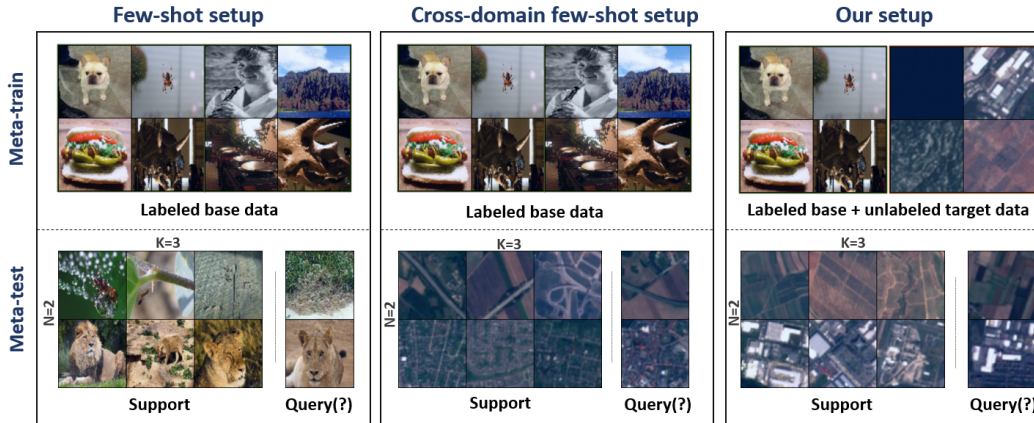 Few-shot setup
Cross-domain few-shot setup
Our setup
Meta-train
Labeled base data
Labeled base data
Labeled base + unlabeled target data
Meta-test
K=3
N=2
Support
Query(?)
K=3
N=2
Support
Query(?)
K=3
N=2
Support
Query(?)